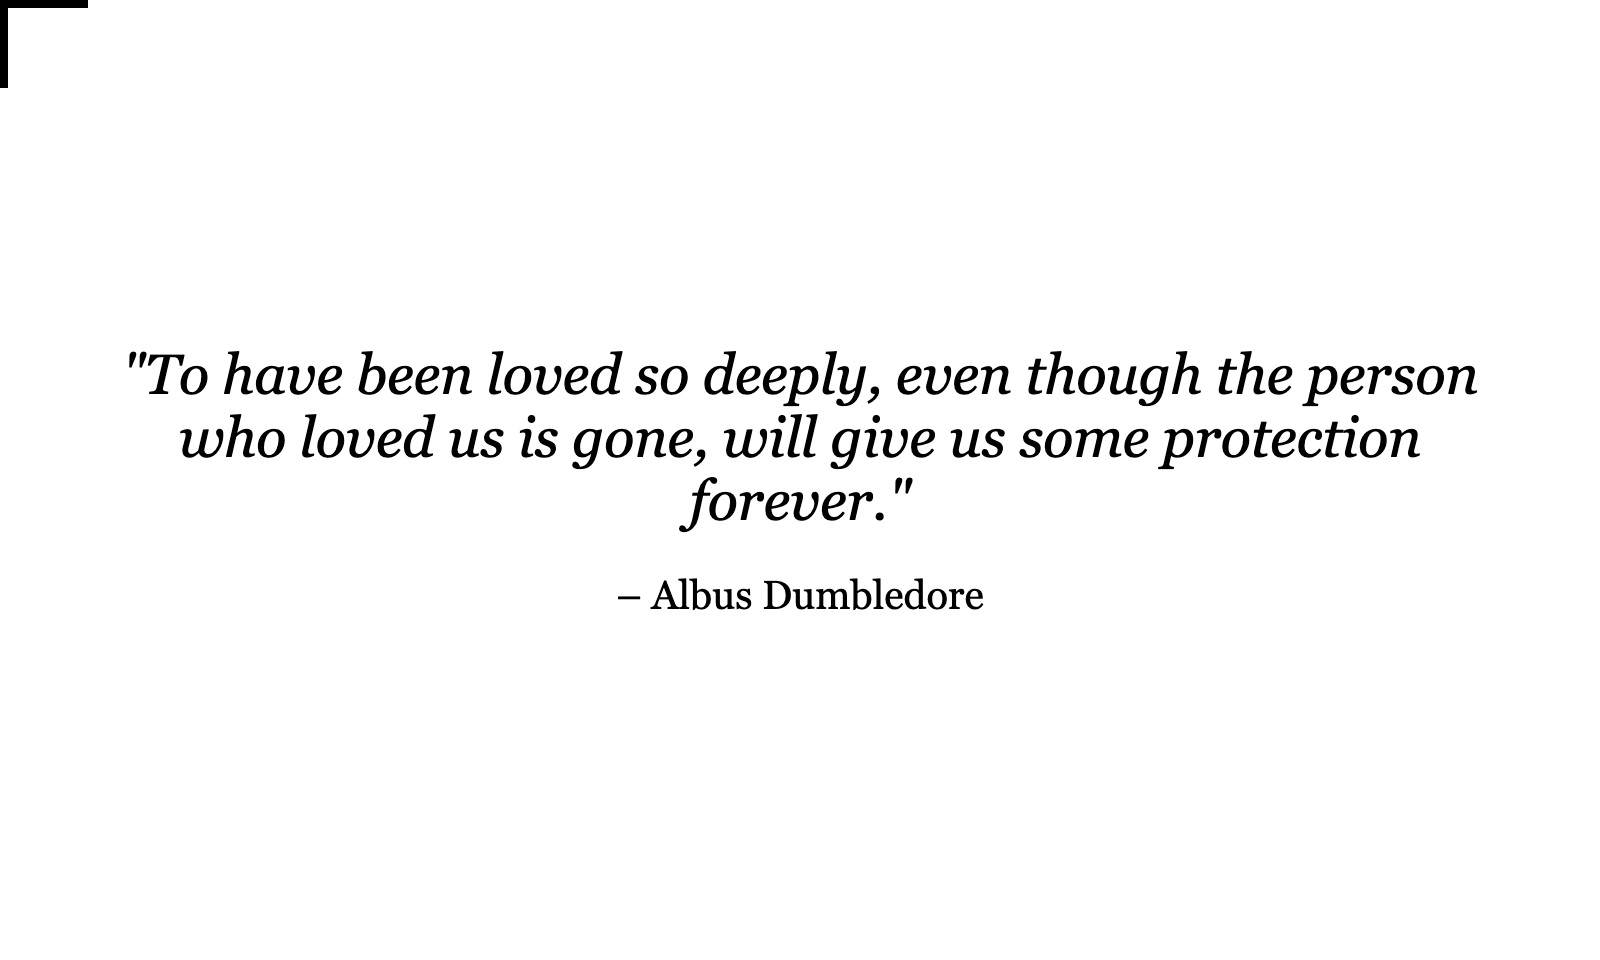 "To have been loved so deeply, even though the person
who loved us is gone, will give us some protection
forever."
– Albus Dumbledore